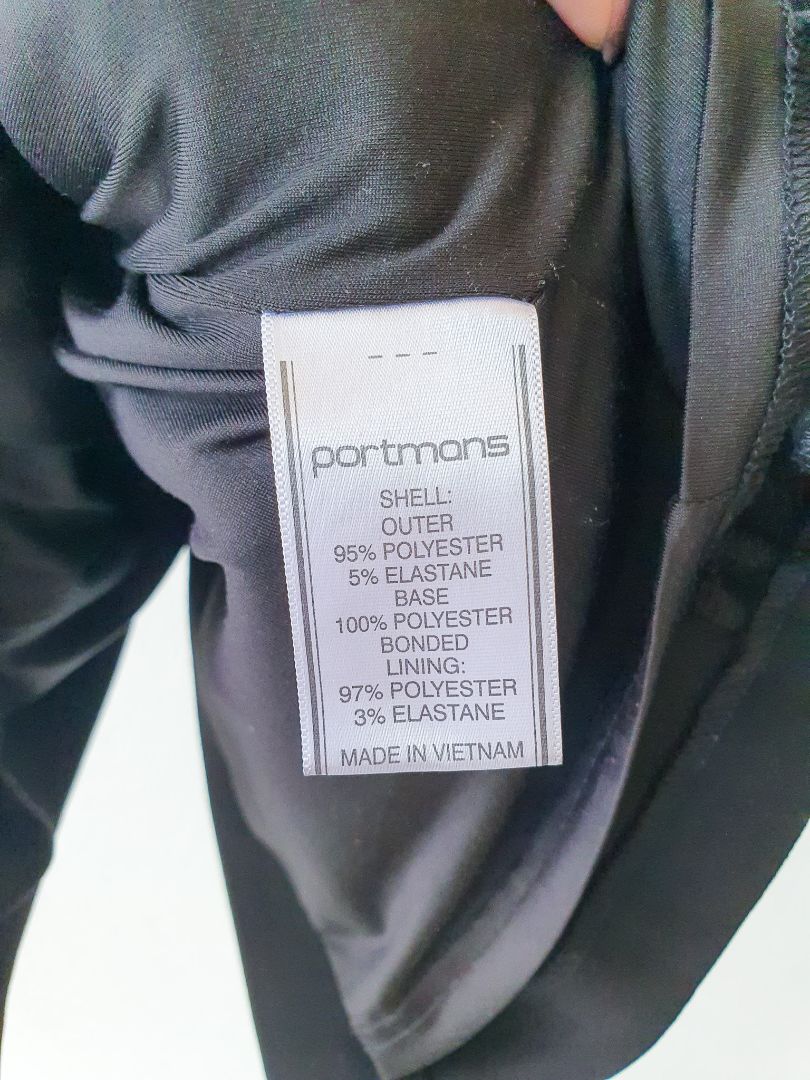 - - -
portmans
SHELL:
OUTER
95% POLYESTER
5% ELASTANE
BASE
100% POLYESTER
BONDED
LINING:
97% POLYESTER
3% ELASTANE
MADE IN VIETNAM